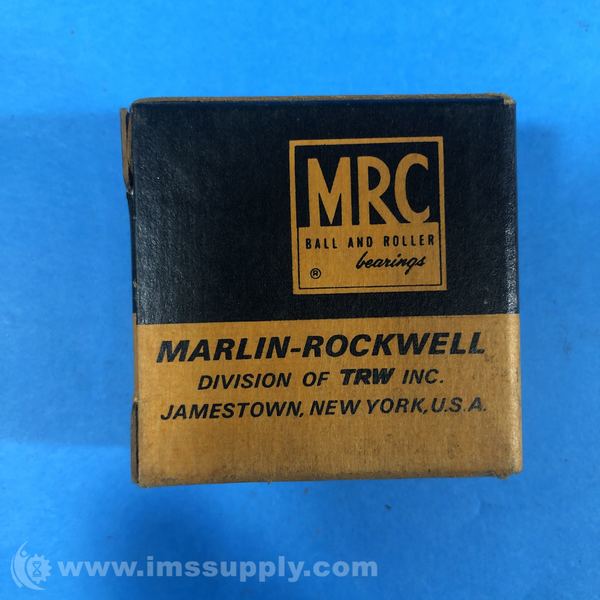 MRC
BALL AND ROLLER
bearings
®
MARLIN-ROCKWELL
DIVISION OF TRW INC.
JAMESTOWN, NEW YORK, U.S.A.
www.imssupply.com